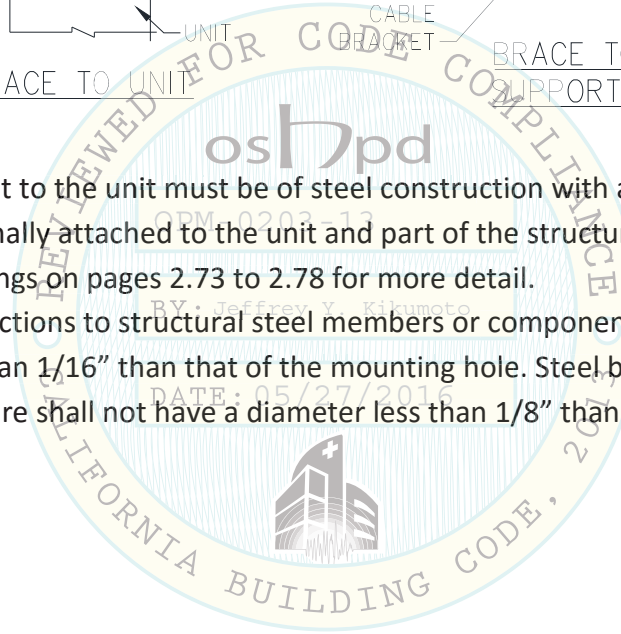 UNIT
CABLE
BRACKET
BRACE TO
ACE TO UNIT
SUPPORT
REVIEWED FOR CODE COMPLIANCE
oshpd
t to the unit must be of steel construction with a
OPM-0203-13
nally attached to the unit and part of the structur
ngs on pages 2.73 to 2.78 for more detail.
BY: Jeffrey Y. Kikumoto
ctions to structural steel members or componen
an 1/16” than that of the mounting hole. Steel b
DATE: 05/27/2016
re shall not have a diameter less than 1/8” than
CALIFORNIA BUILDING CODE, 2013